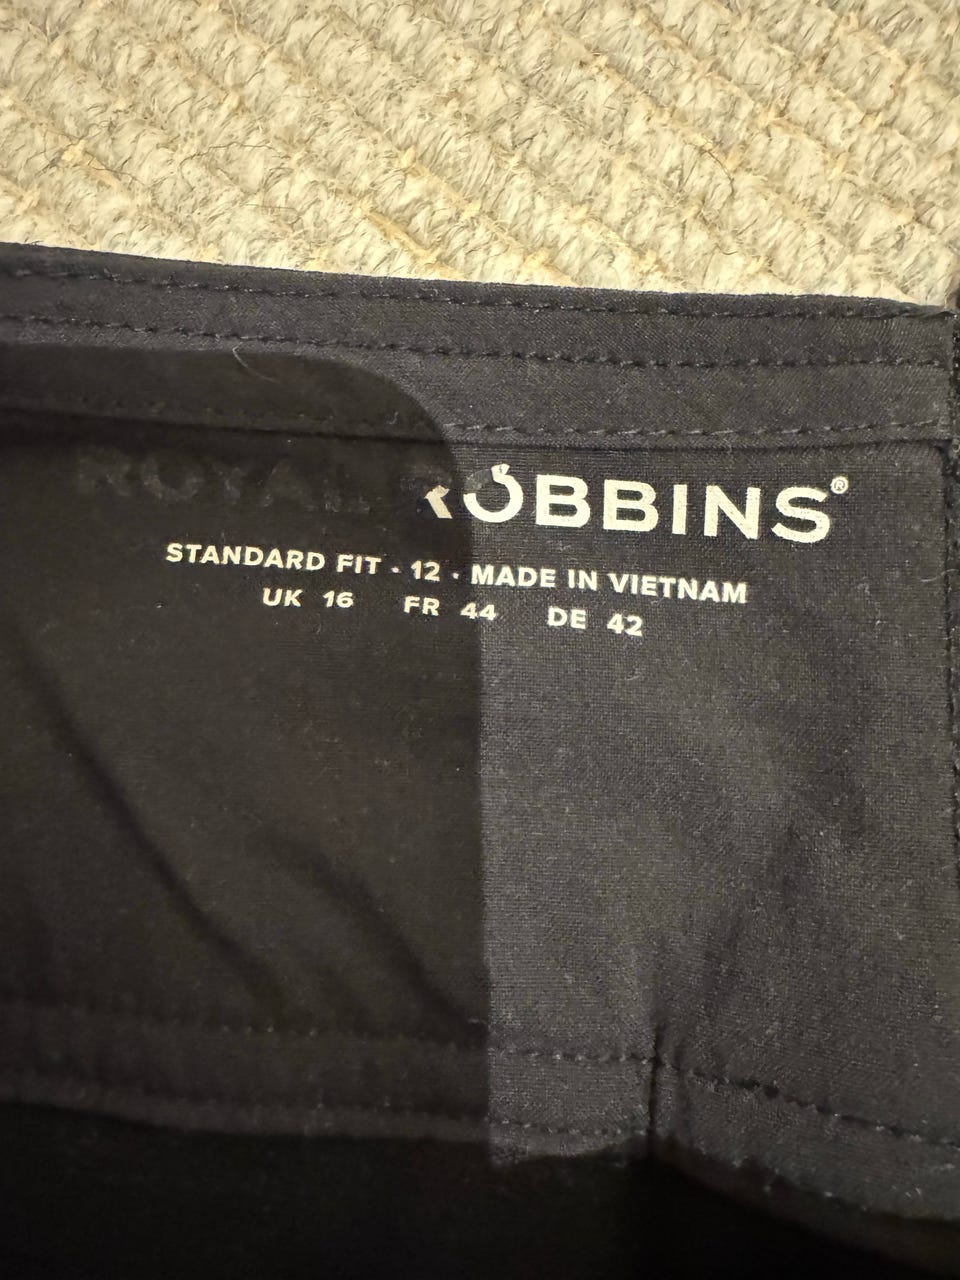 ROYAL ROBBINS®
STANDARD FIT · 12 · MADE IN VIETNAM
UK 16 FR 44 DE 42